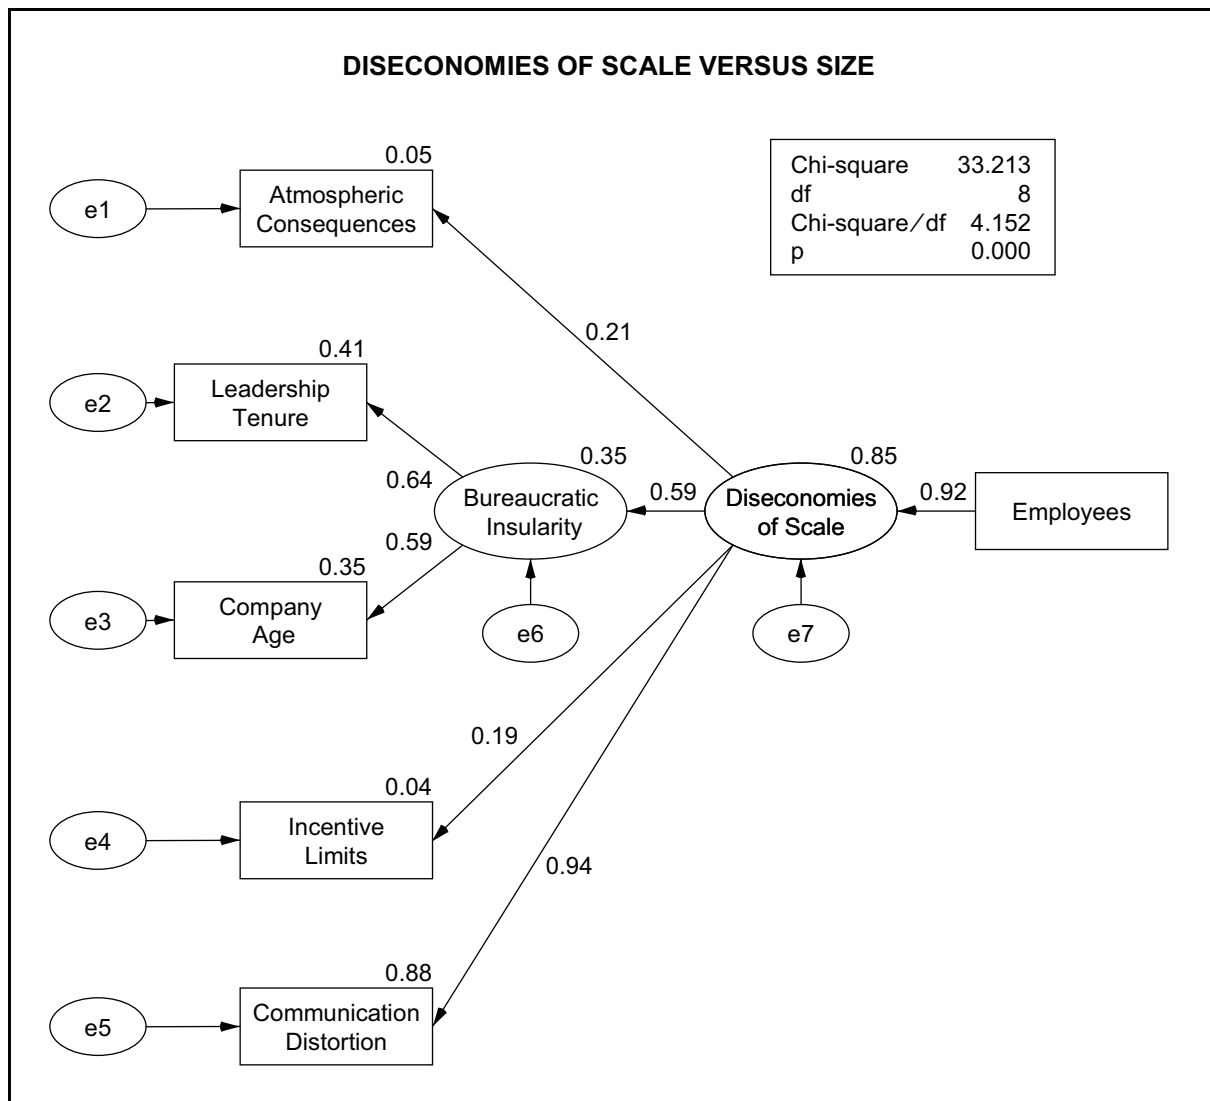 DISECONOMIES OF SCALE VERSUS SIZE
0.05
e1
Atmospheric
Consequences
Chi-square 33.213
df 8
Chi-square/df 4.152
p 0.000
0.21
0.41
e2
Leadership
Tenure
0.64
0.35
Bureaucratic
Insularity
0.59
0.85
Diseconomies
of Scale
0.92
Employees
0.59
0.35
e3
Company
Age
e6
e7
0.19
0.04
e4
Incentive
Limits
0.94
0.88
e5
Communication
Distortion